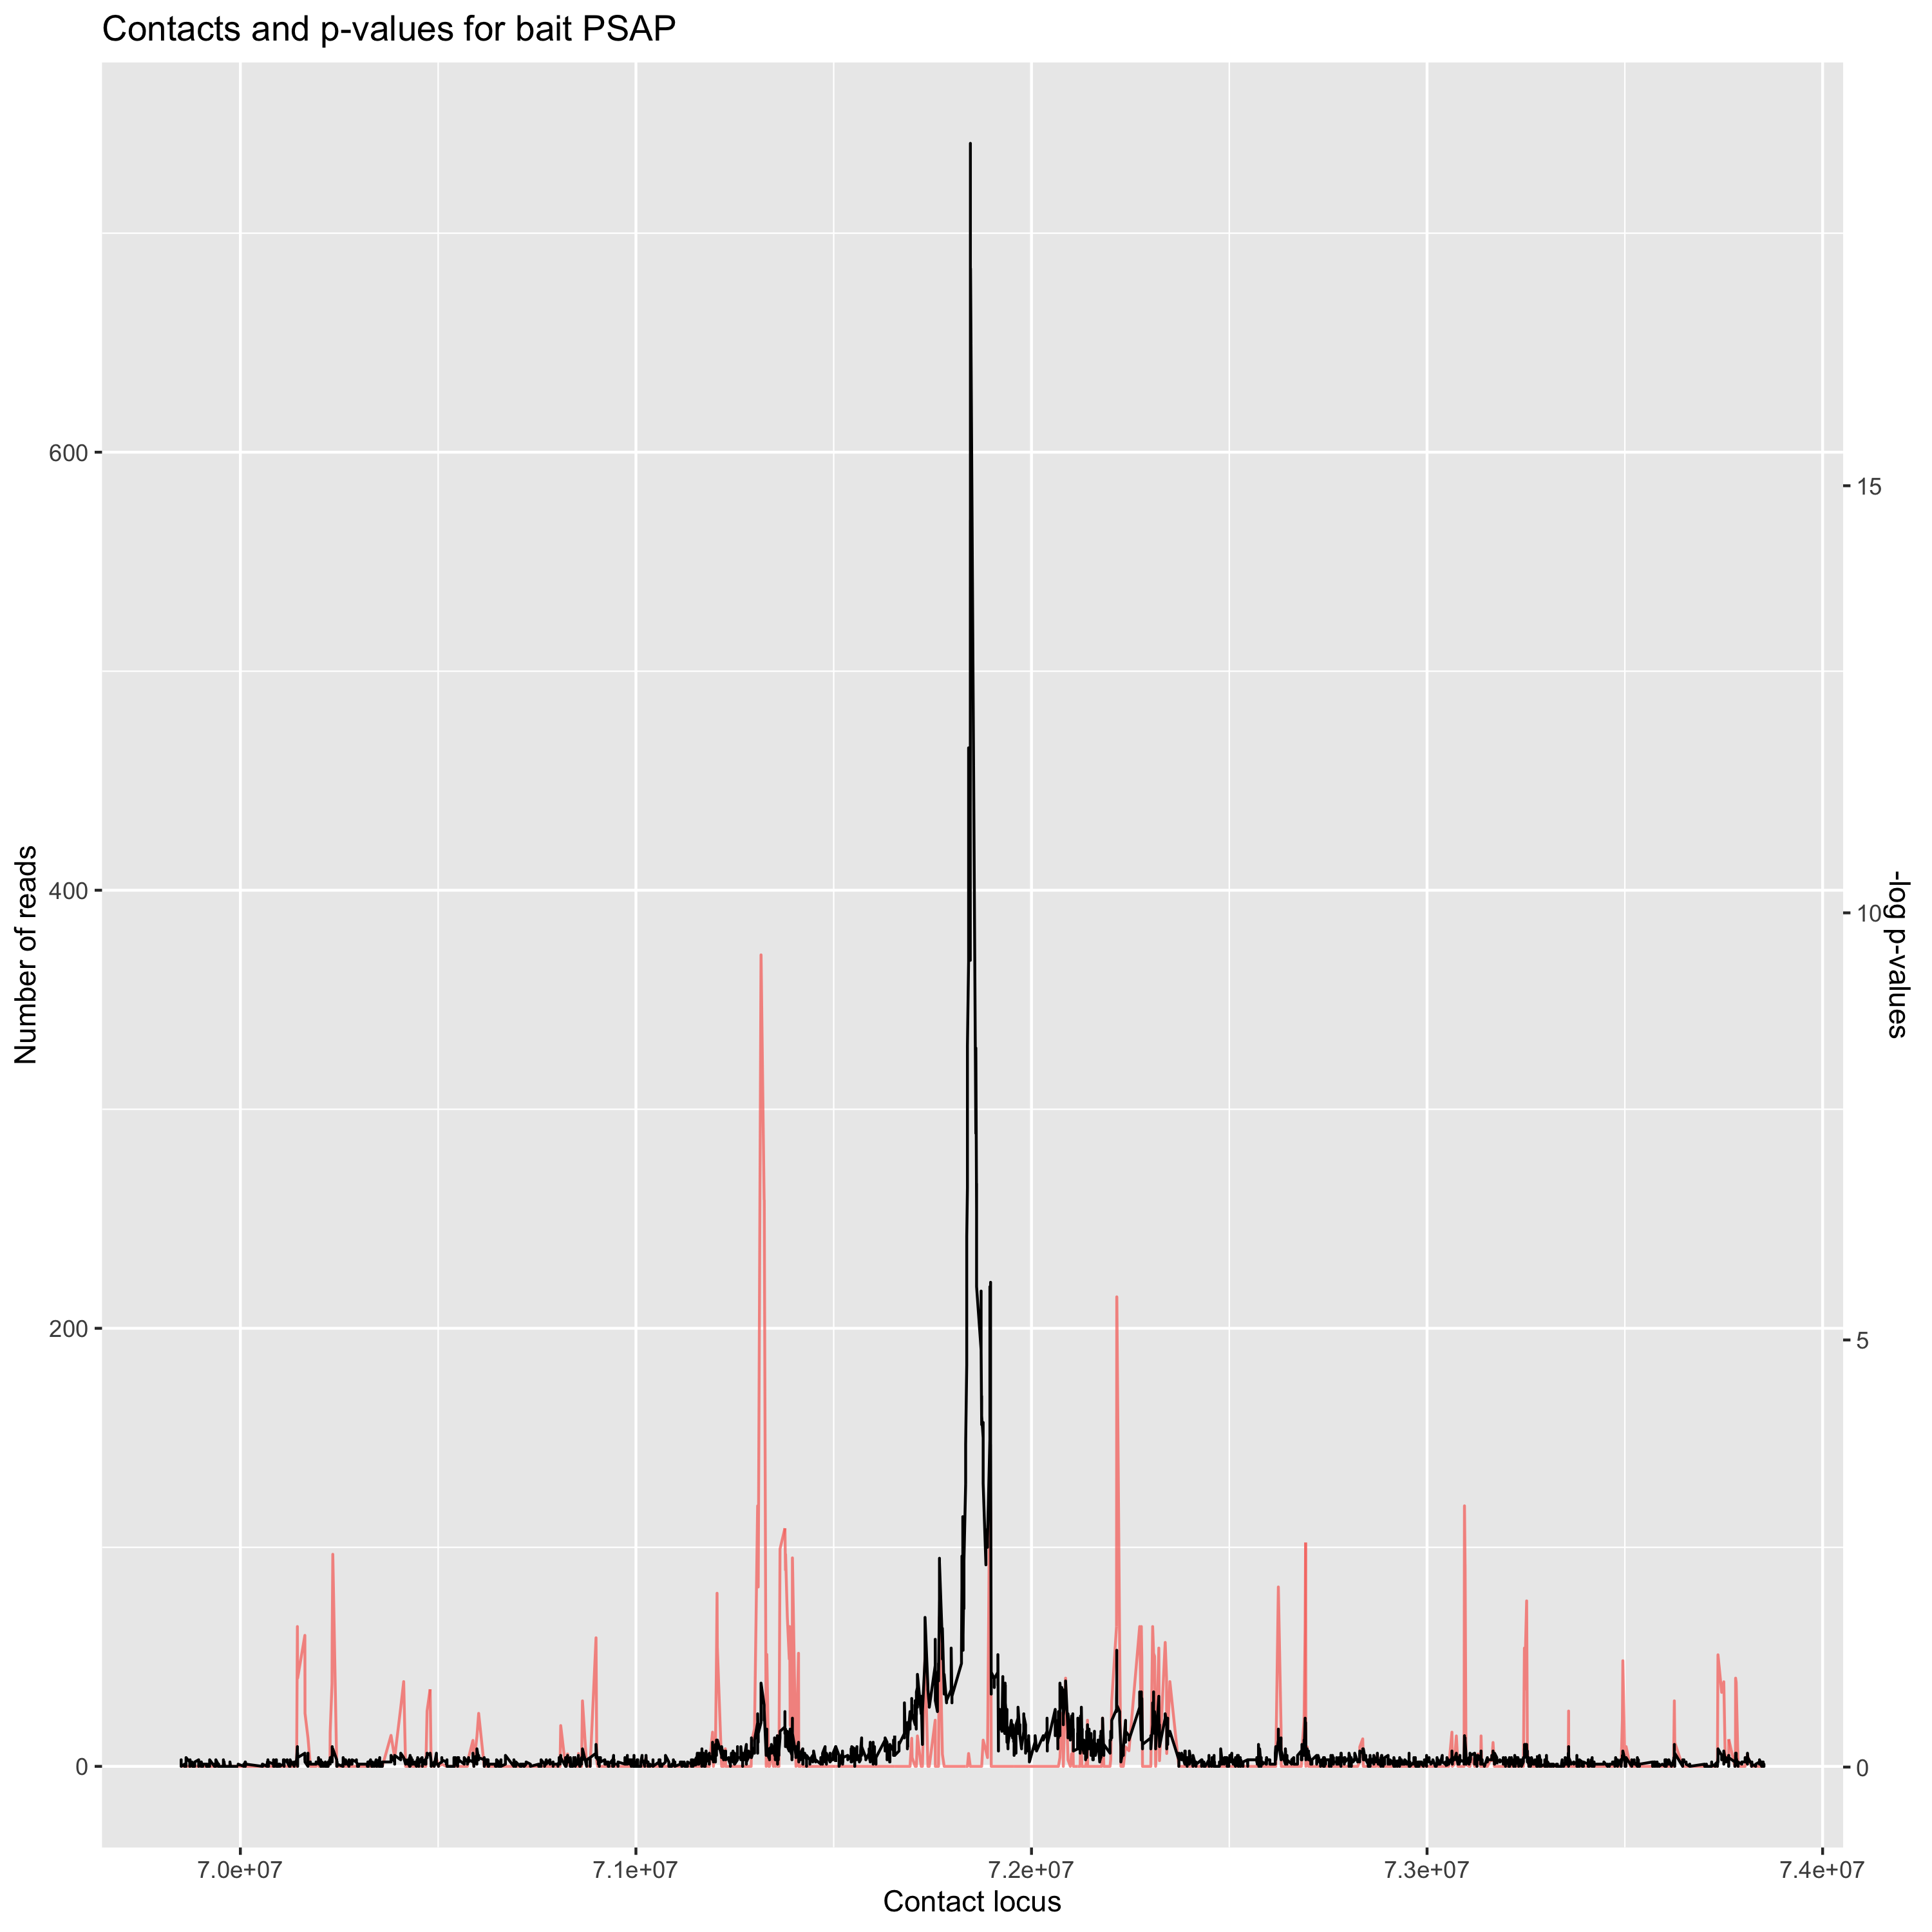 Contacts and p-values for bait PSAP
Number of reads
600
400
200
0
15
10
5
0
-log p-values
7.0e+07
7.1e+07
7.2e+07
7.3e+07
7.4e+07
Contact locus